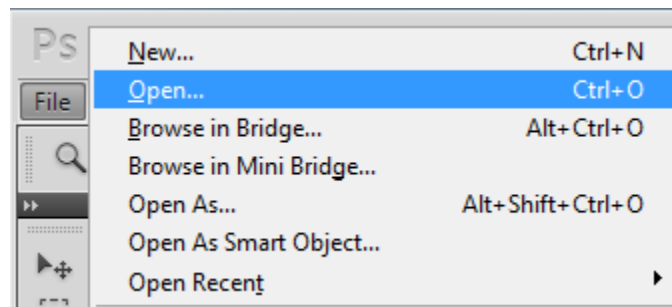 Ps
File
New... Ctrl+N
Open... Ctrl+O
Browse in Bridge... Alt+Ctrl+O
Browse in Mini Bridge...
Open As... Alt+Shift+Ctrl+O
Open As Smart Object...
Open Recent